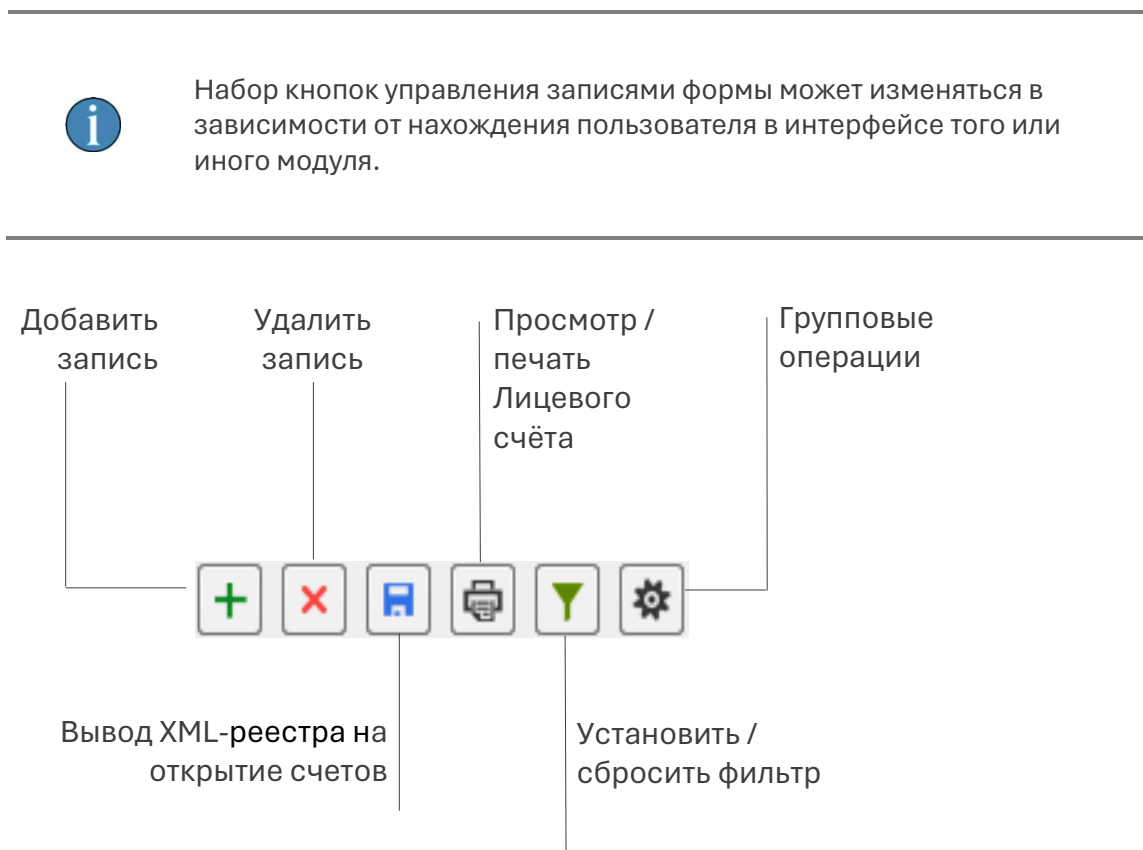 i
Набор кнопок управления записями формы может изменяться в
зависимости от нахождения пользователя в интерфейсе того или
иного модуля.
Добавить
запись
Удалить
запись
Просмотр /
печать
Лицевого
счёта
Групповые
операции
Вывод XML-реестра на
открытие счетов
Установить /
сбросить фильтр